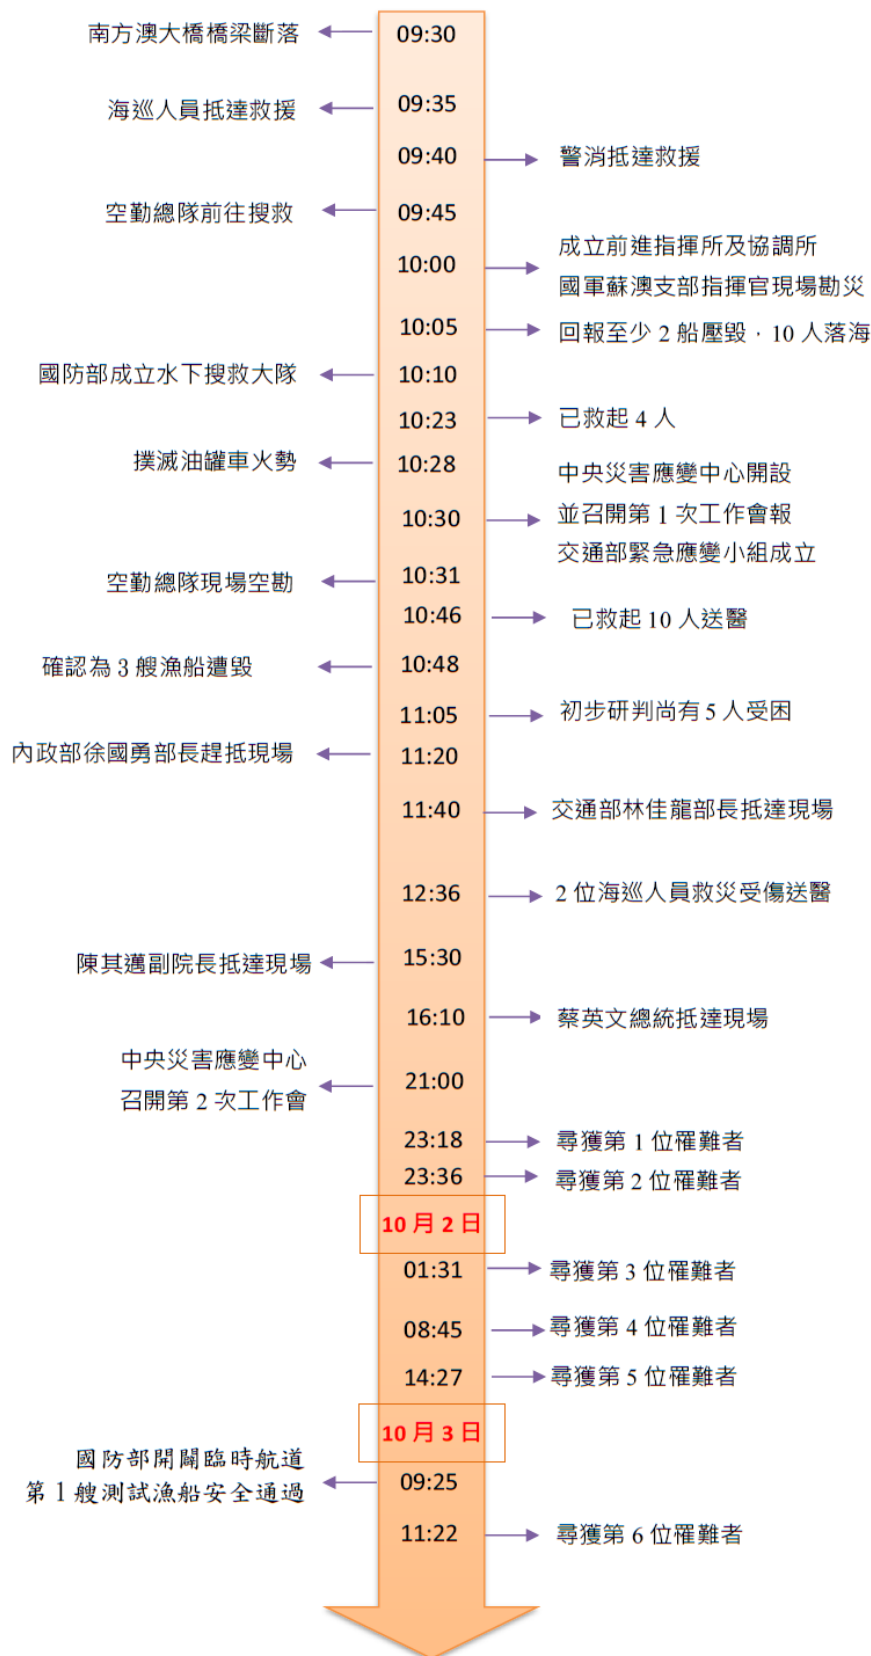 南方澳大橋橋梁斷落
09:30
海巡人員抵達救援
09:35
09:40
警消抵達救援
空勤總隊前往搜救
09:45
10:00
成立前進指揮所及協調所
國軍蘇澳支部指揮官現場勘災
10:05
回報至少 2 船壓毀，10 人落海
國防部成立水下搜救大隊
10:10
10:23
已救起 4 人
撲滅油罐車火勢
10:28
10:30
中央災害應變中心開設
並召開第 1 次工作會報
交通部緊急應變小組成立
空勤總隊現場空勘
10:31
10:46
已救起 10 人送醫
確認為 3 艘漁船遭毀
10:48
11:05
初步研判尚有 5 人受困
內政部徐國勇部長趕抵現場
11:20
11:40
交通部林佳龍部長抵達現場
12:36
2 位海巡人員救災受傷送醫
陳其邁副院長抵達現場
15:30
16:10
蔡英文總統抵達現場
中央災害應變中心
召開第 2 次工作會
21:00
23:18
尋獲第 1 位罹難者
23:36
尋獲第 2 位罹難者
10 月 2 日
01:31
尋獲第 3 位罹難者
08:45
尋獲第 4 位罹難者
14:27
尋獲第 5 位罹難者
10 月 3 日
國防部開闢臨時航道
第 1 艘測試漁船安全通過
09:25
11:22
尋獲第 6 位罹難者